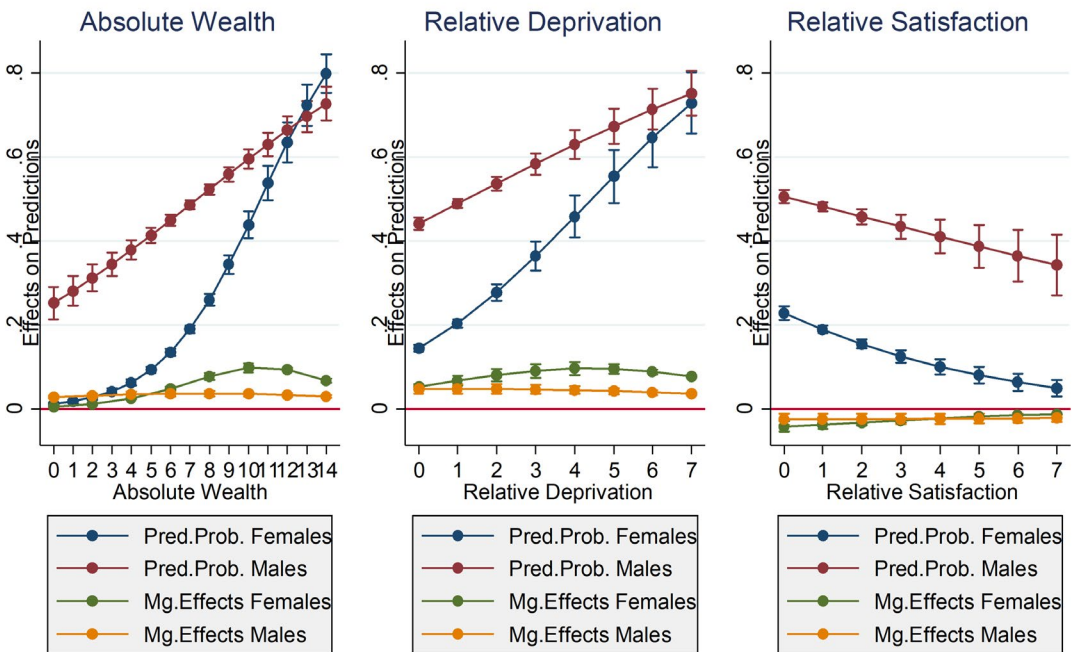 Absolute Wealth
Effects on Predictions
.8
.6
.4
.2
0
0 1 2 3 4 5 6 7 8 9 10 11 12 13 14
Absolute Wealth
Pred.Prob. Females
Pred.Prob. Males
Mg.Effects Females
Mg.Effects Males
Relative Deprivation
Effects on Predictions
.8
.6
.4
.2
0
0 1 2 3 4 5 6 7
Relative Deprivation
Pred.Prob. Females
Pred.Prob. Males
Mg.Effects Females
Mg.Effects Males
Relative Satisfaction
Effects on Predictions
.8
.6
.4
.2
0
0 1 2 3 4 5 6 7
Relative Satisfaction
Pred.Prob. Females
Pred.Prob. Males
Mg.Effects Females
Mg.Effects Males